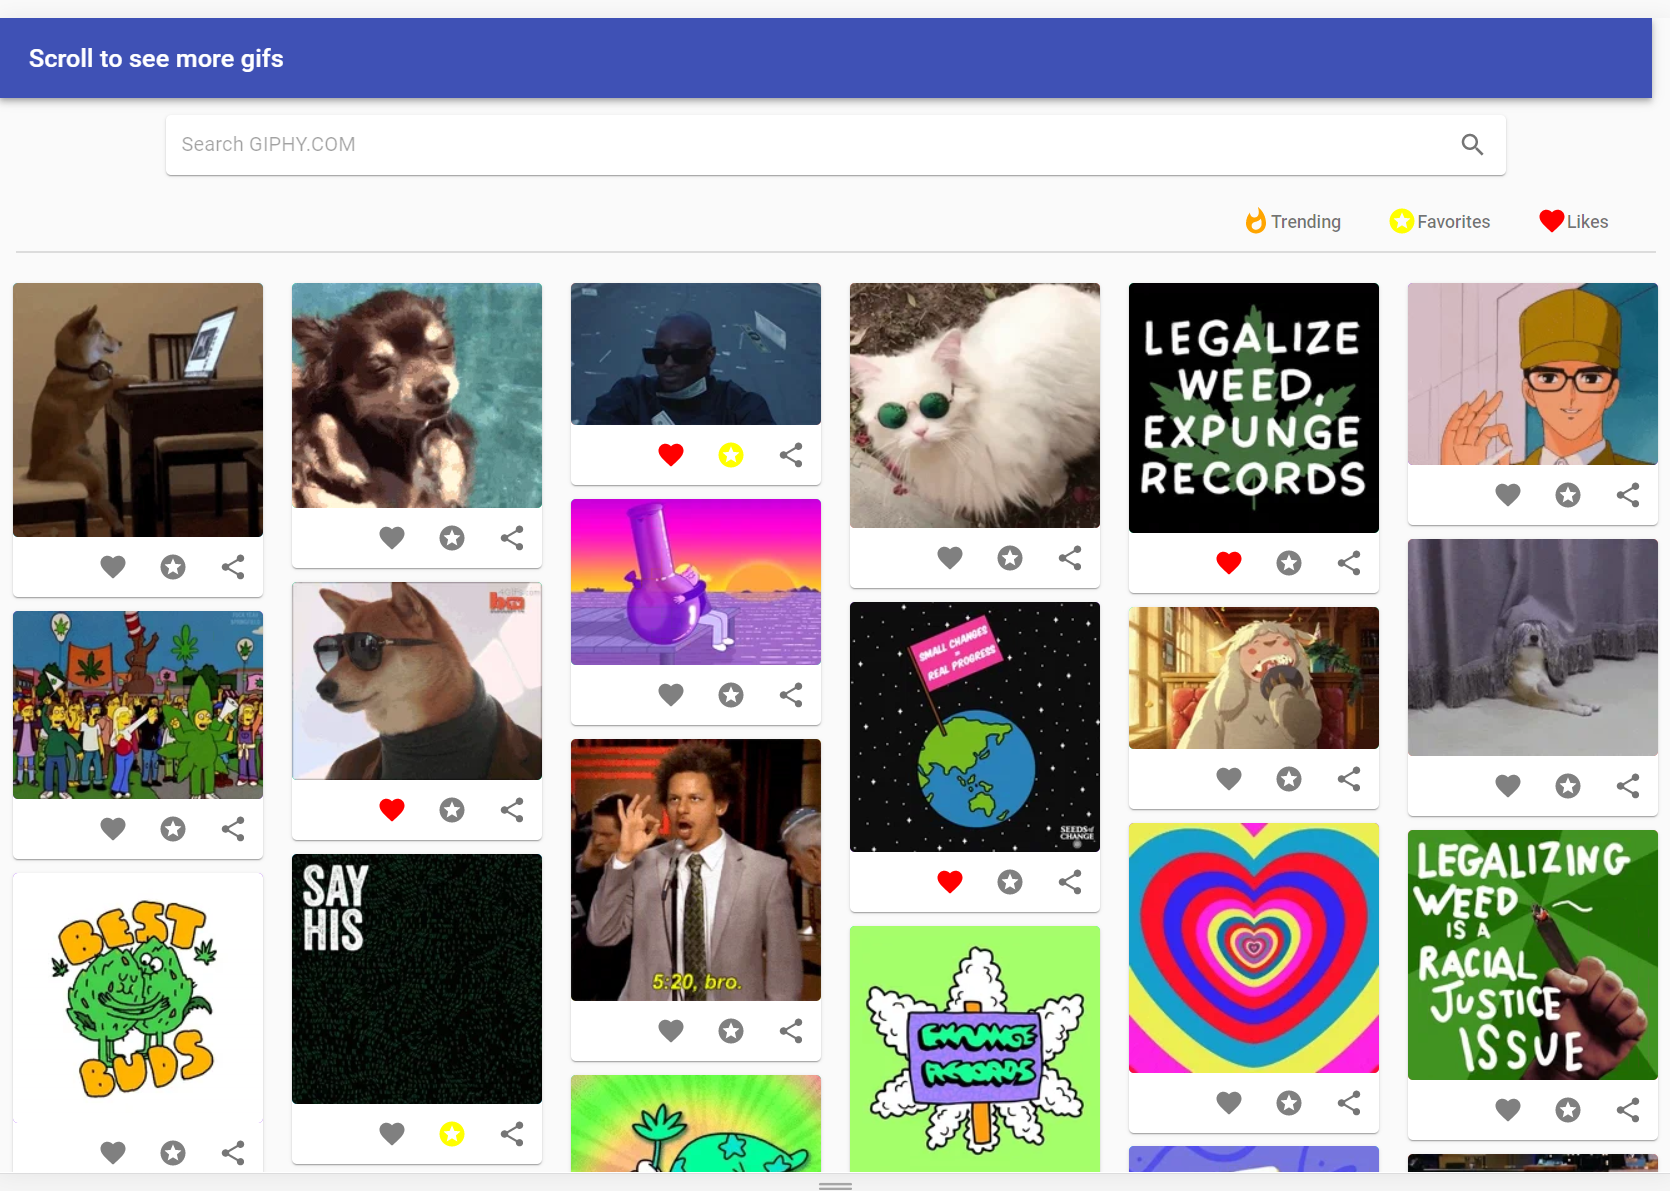 Scroll to see more gifs
Search GIPHY.COM
Trending
Favorites
Likes
LEGALIZE
WEED,
EXPUNGE
RECORDS
SMALL CHANGES
=
REAL PROGRESS
SEEDS of
CHANGE
BEST
BUDS
SAY
HIS
5:20, bro.
EXPUNGE
RECORDS
LEGALIZING
WEED
IS A
RACIAL
JUSTICE
ISSUE